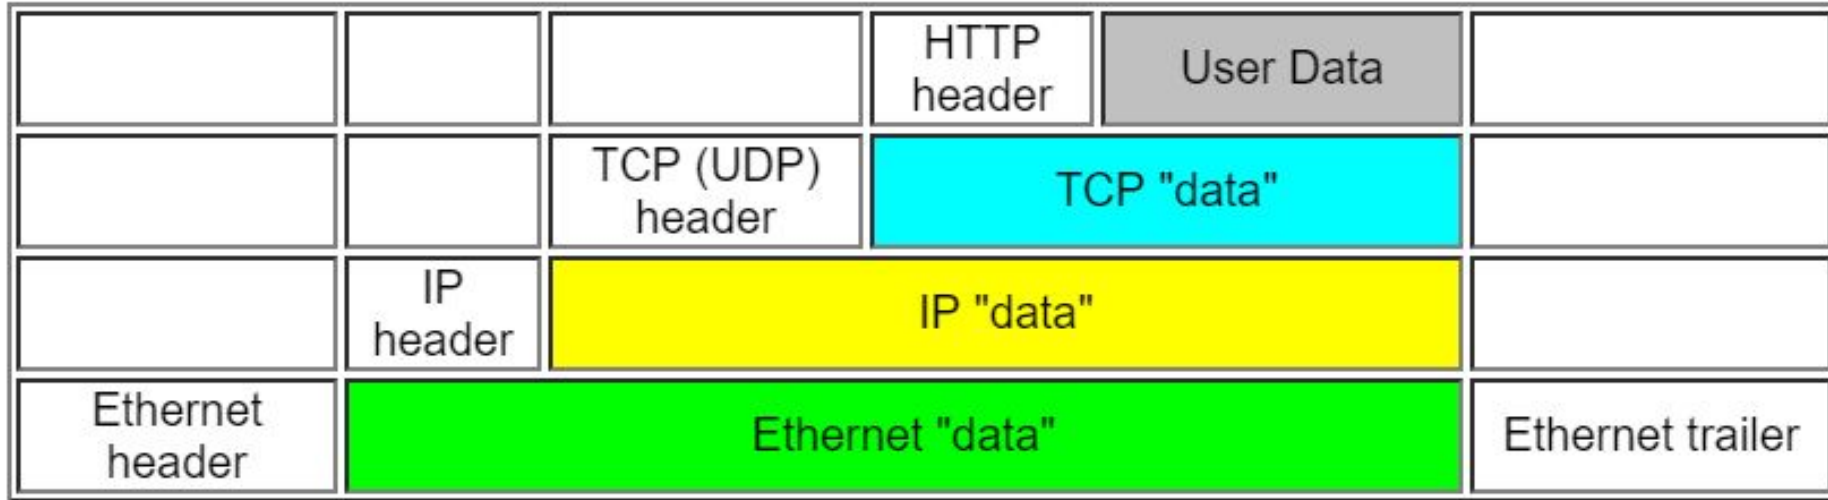 HTTP
header
User Data
TCP (UDP)
header
TCP "data"
IP
header
IP "data"
Ethernet
header
Ethernet "data"
Ethernet trailer